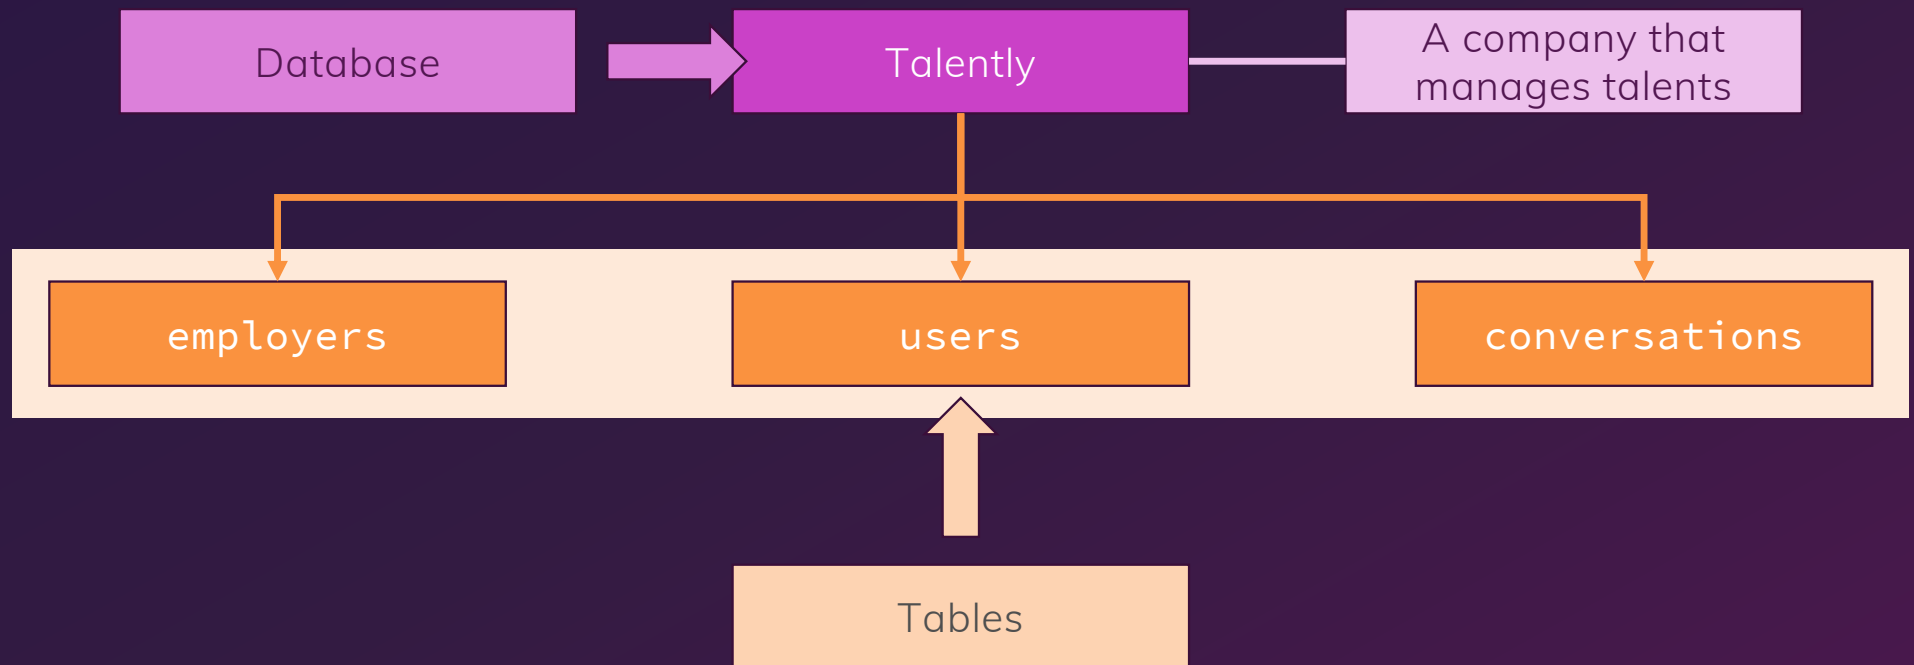 Database
Talently
A company that
manages talents
employers
users
conversations
Tables